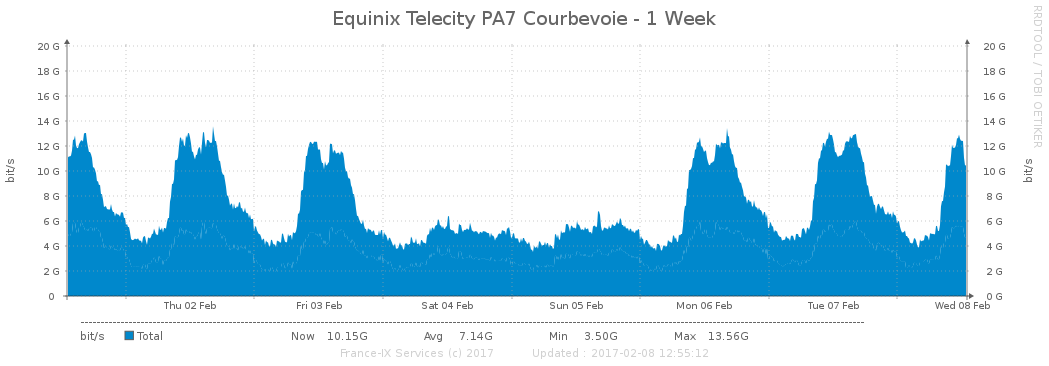 Equinix Telecity PA7 Courbevoie - 1 Week
RRDTOOL / TOBI OETIKER
20 G 20 G
18 G 18 G
16 G 16 G
14 G 14 G
12 G 12 G
10 G 10 G
8 G 8 G
6 G 6 G
4 G 4 G
2 G 2 G
0 0 G
bit/s
bit/s
Thu 02 Feb Fri 03 Feb Sat 04 Feb Sun 05 Feb Mon 06 Feb Tue 07 Feb Wed 08 Feb
bit/s Total Now 10.15G Avg 7.14G Min 3.50G Max 13.56G
France-IX Services (c) 2017 Updated : 2017-02-08 12:55:12